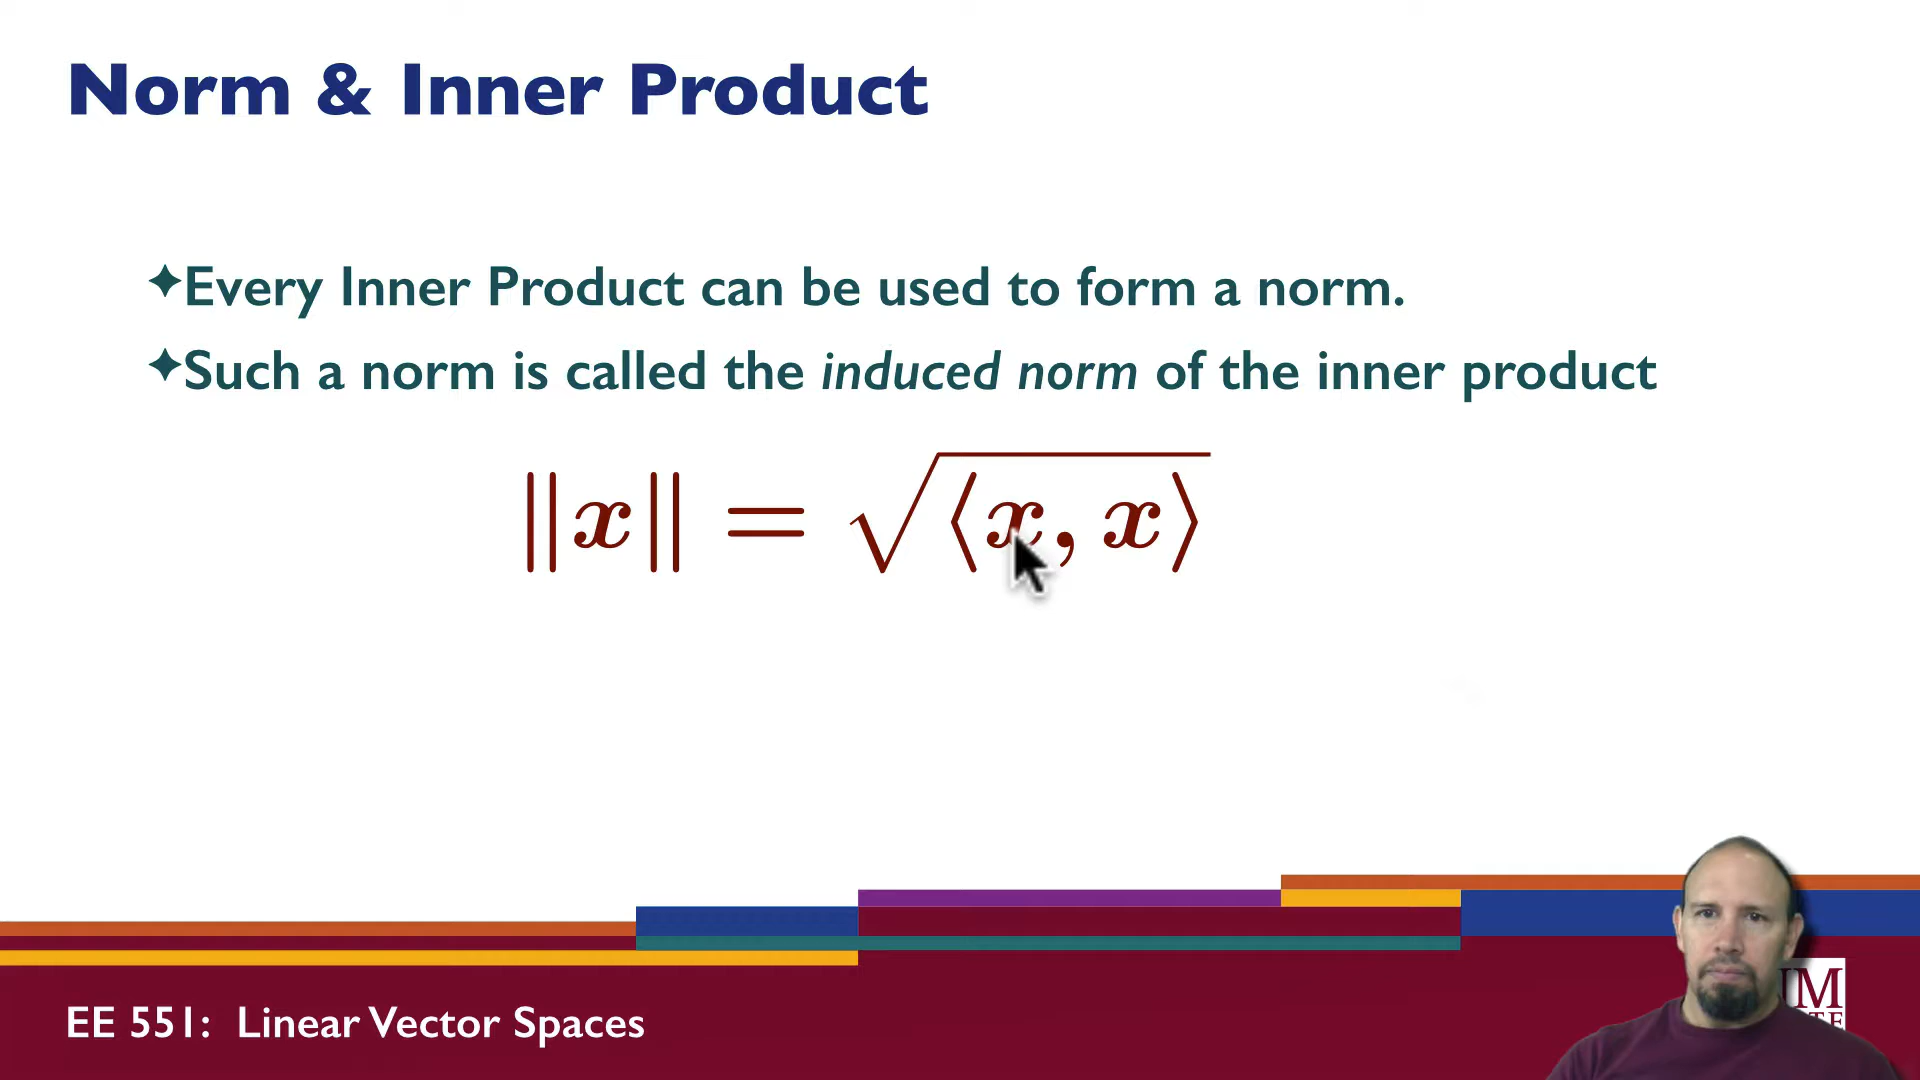 Norm & Inner Product
✦Every Inner Product can be used to form a norm.
✦Such a norm is called the induced norm of the inner product
‖x‖ = √⟨x, x⟩
EE 551: Linear Vector Spaces